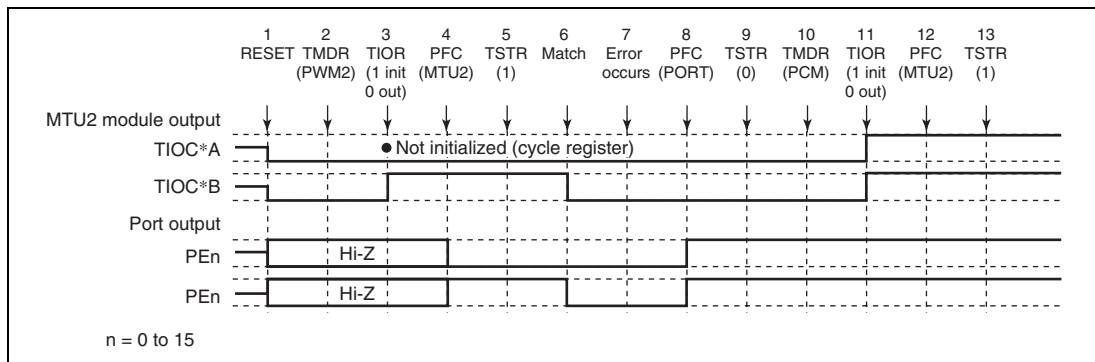 1 2 3 4 5 6 7 8 9 10 11 12 13
RESET TMDR TIOR PFC TSTR Match Error PFC TSTR TMDR TIOR PFC TSTR
(PWM2) (1 init (MTU2) (1) occurs (PORT) (0) (PCM) (1 init (MTU2) (1)
0 out) 0 out)
MTU2 module output
TIOC*A
● Not initialized (cycle register)
TIOC*B
Port output
PEn
Hi-Z
PEn
Hi-Z
n = 0 to 15